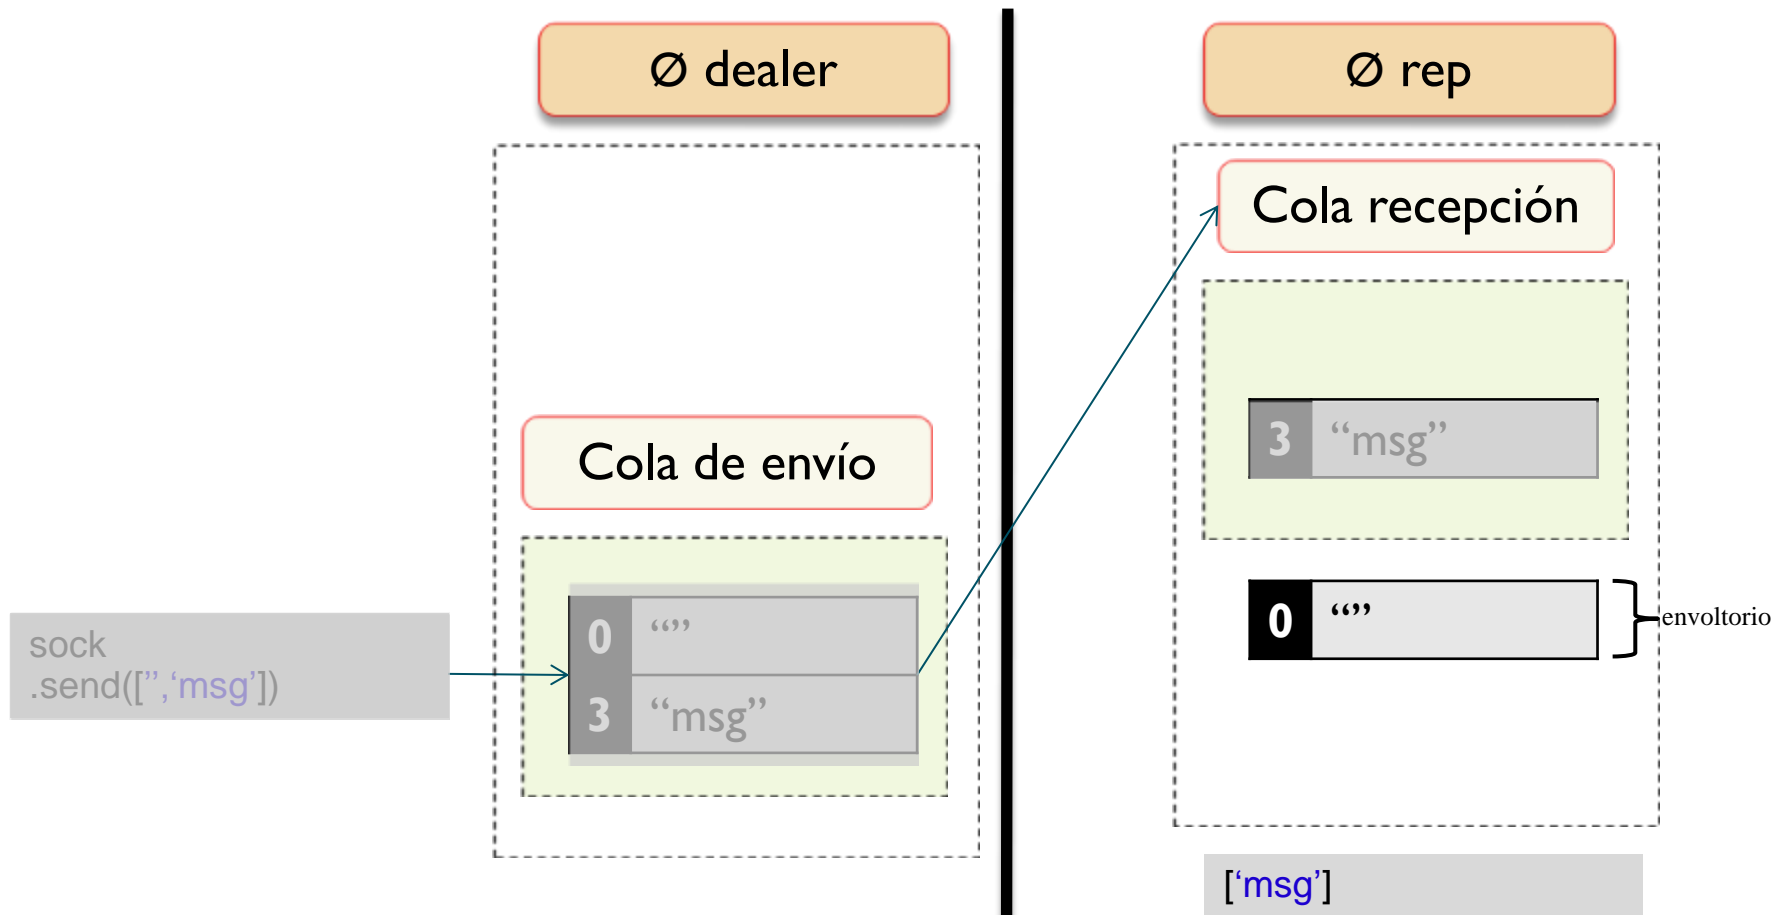 Ø dealer
Ø rep
Cola recepción
3 “msg”
Cola de envío
0 “”
3 “msg”
sock
.send([’’,‘msg’])
0 “”
envoltorio
[‘msg’]